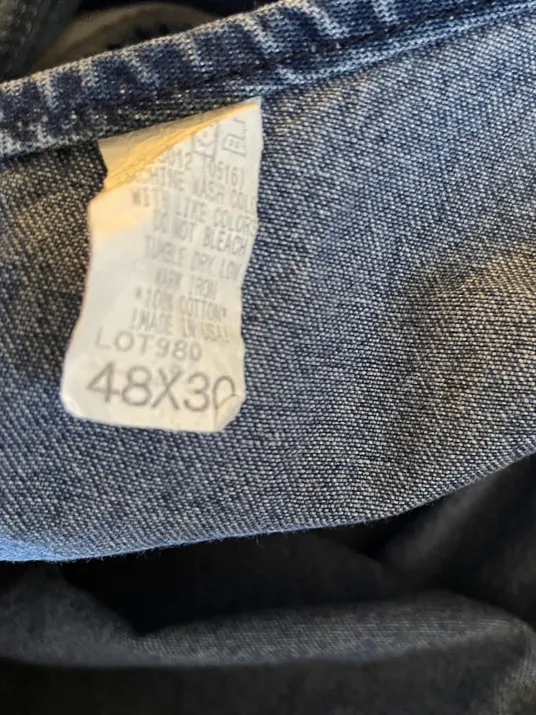 (0516)
MACHINE WASH COLD
WITH LIKE COLORS
DO NOT BLEACH
TUMBLE DRY LOW
WARM IRON
*100% COTTON*
(MADE IN USA)
LOT980
48X30